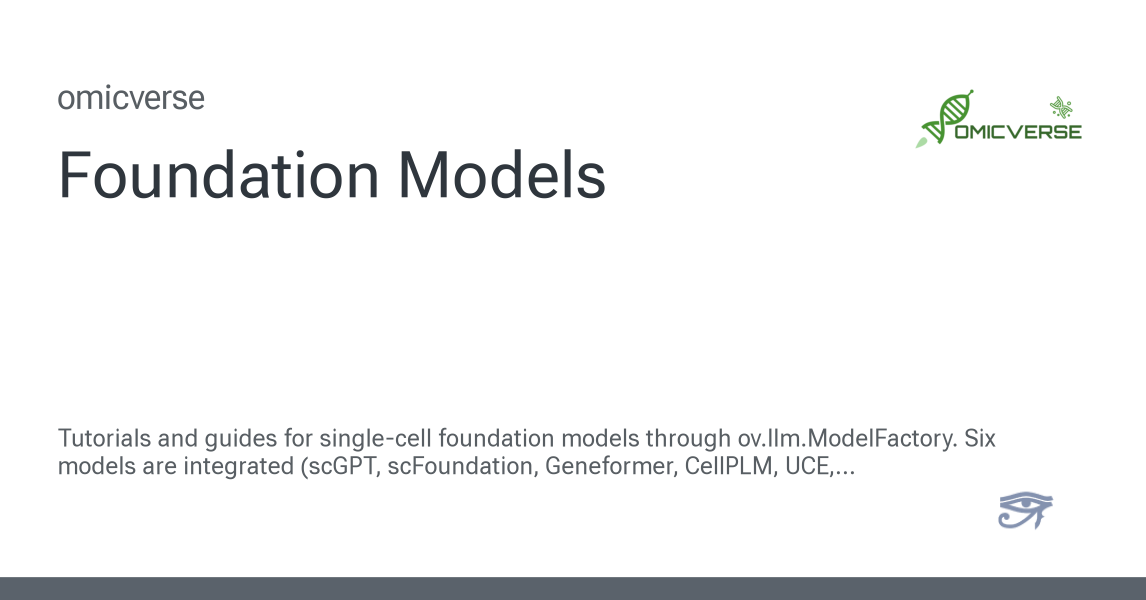 omicverse
OMICVERSE
Foundation Models
Tutorials and guides for single-cell foundation models through ov.llm.ModelFactory. Six
models are integrated (scGPT, scFoundation, Geneformer, CellPLM, UCE,...